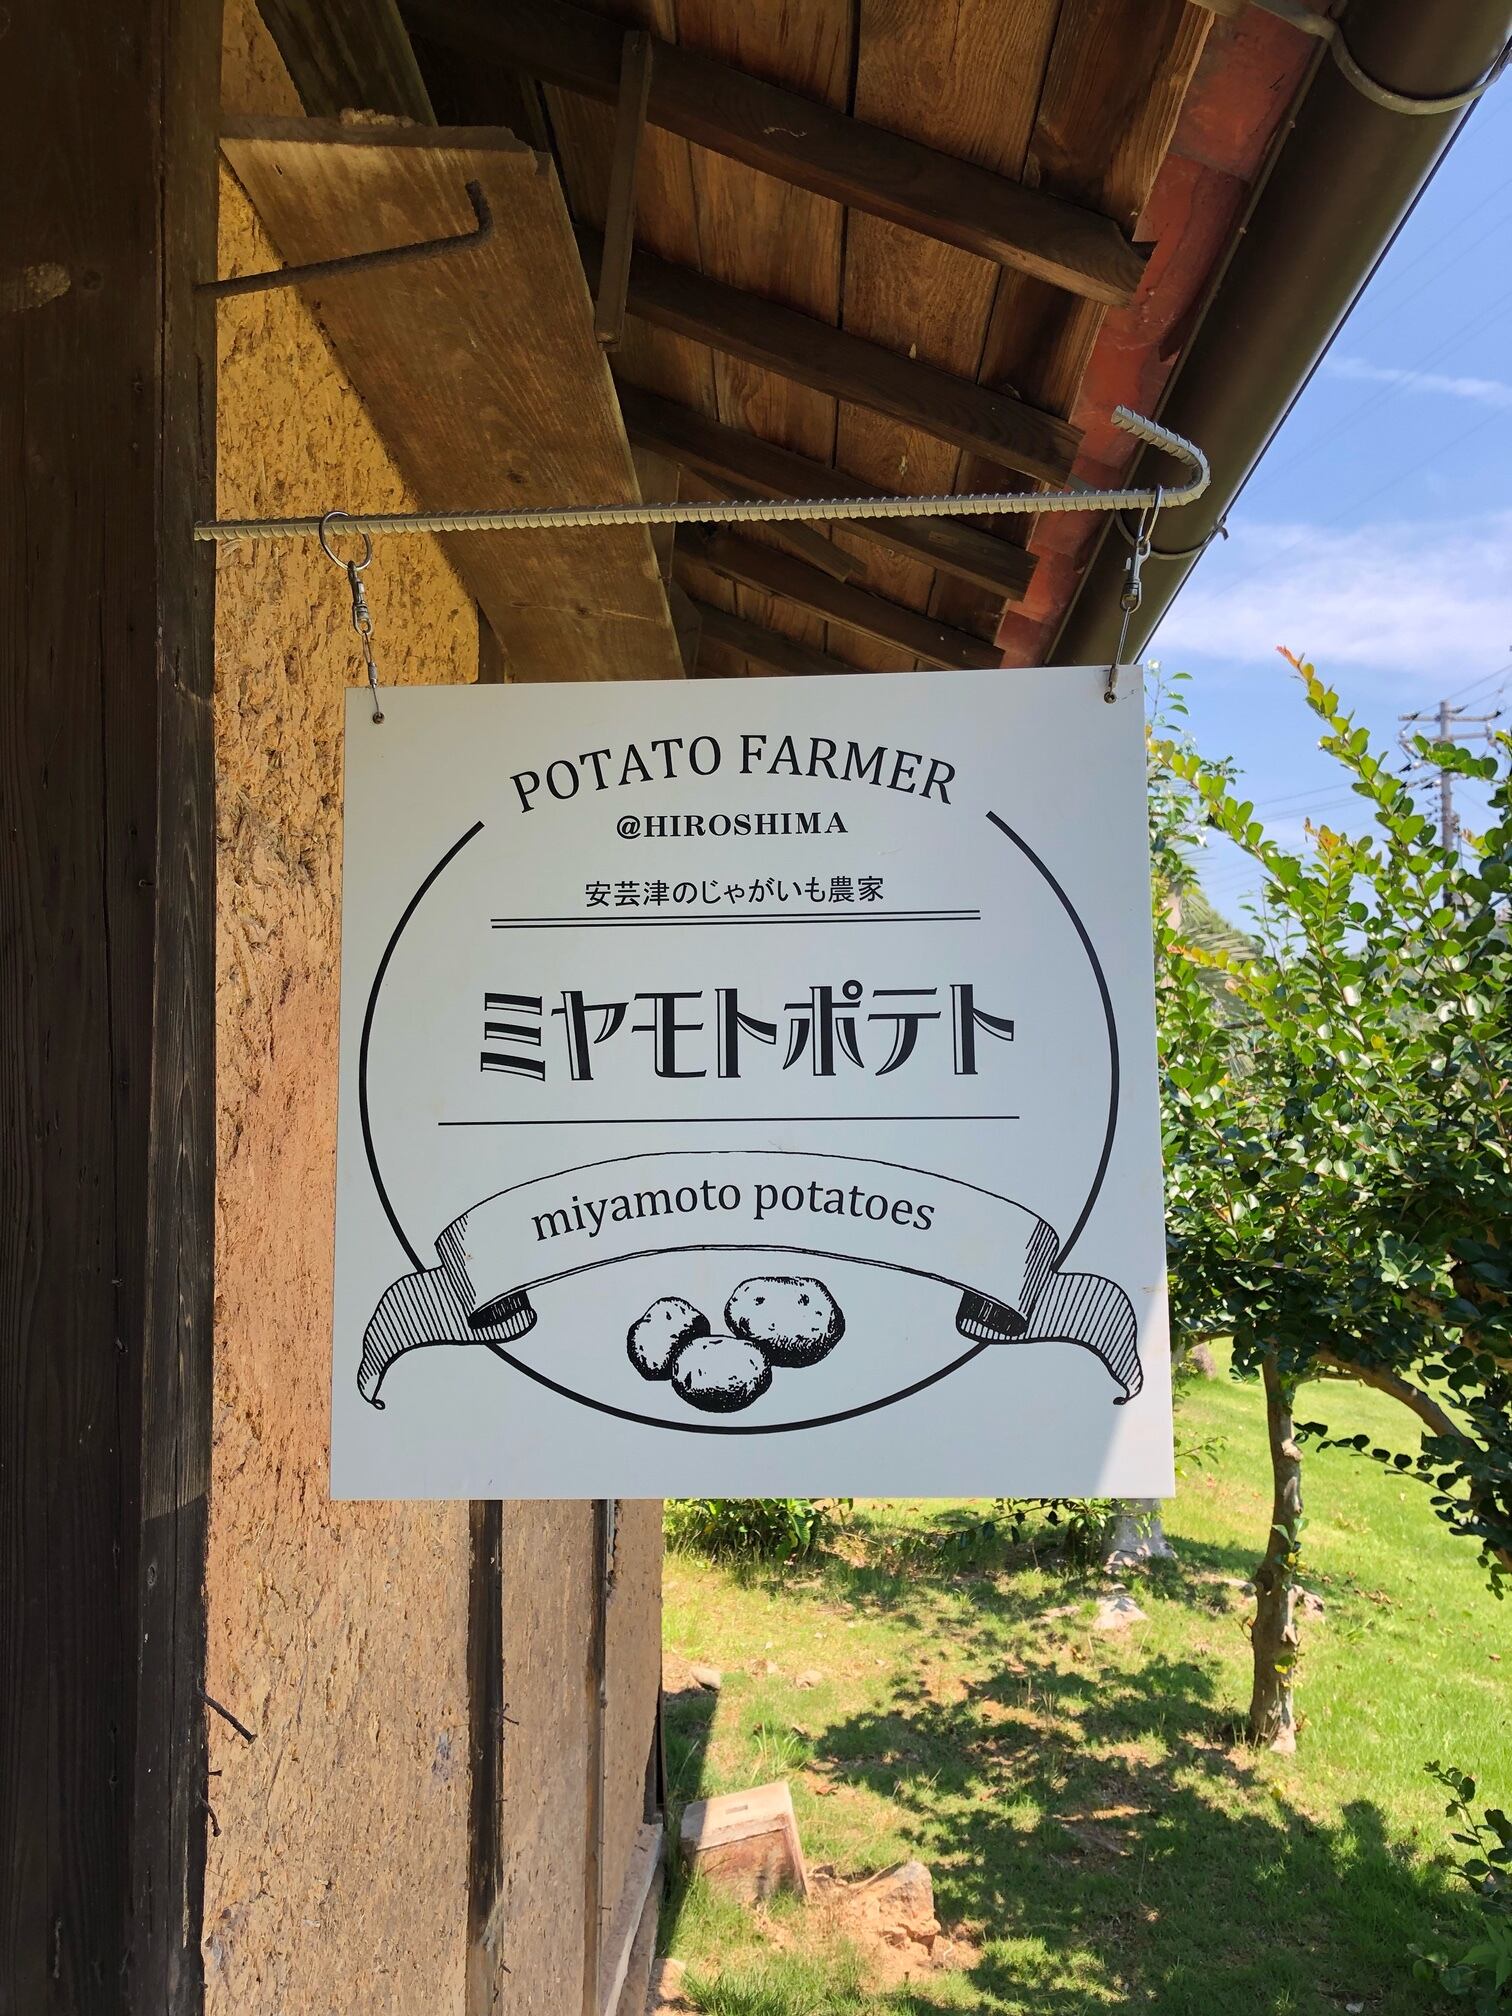 POTATO FARMER
@HIROSHIMA
安芸津のじゃがいも農家
ミヤモトポテト
miyamoto potatoes